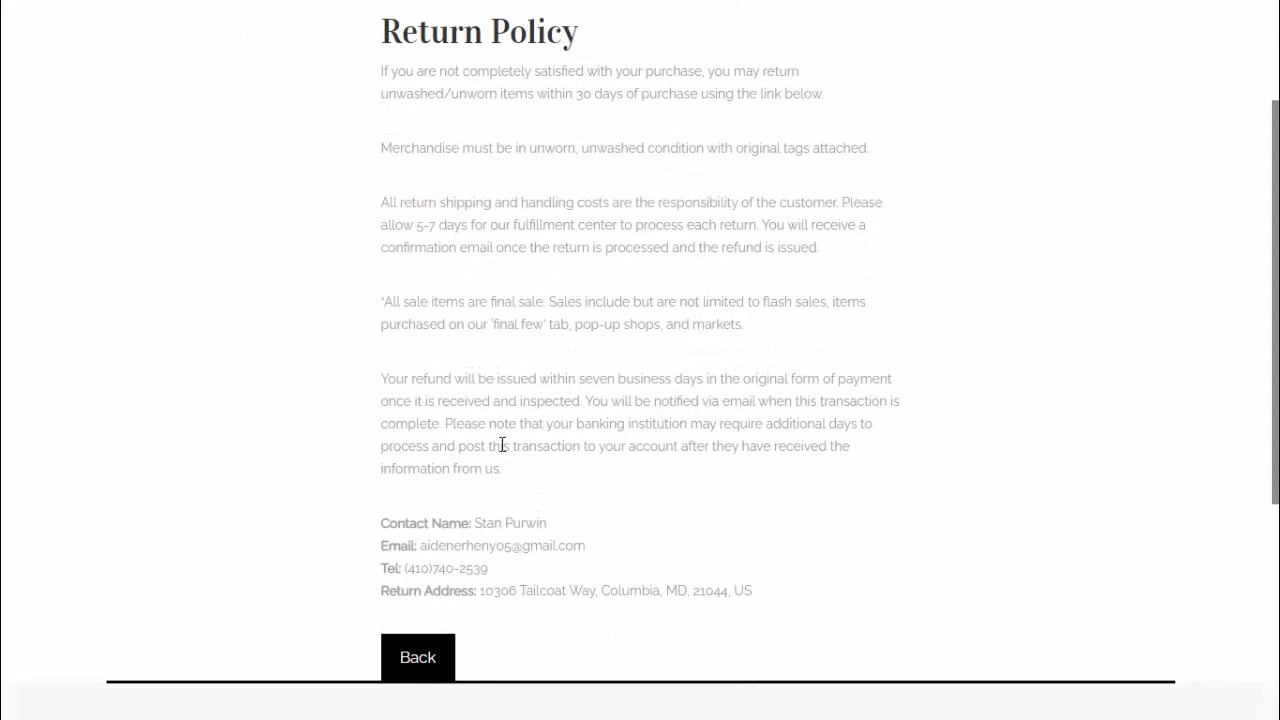 Return Policy
If you are not completely satisfied with your purchase, you may return
unwashed/unworn items within 30 days of purchase using the link below.
Merchandise must be in unworn, unwashed condition with original tags attached.
All return shipping and handling costs are the responsibility of the customer. Please
allow 5-7 days for our fulfillment center to process each return. You will receive a
confirmation email once the return is processed and the refund is issued.
*All sale items are final sale. Sales include but are not limited to flash sales, items
purchased on our 'final few' tab, pop-up shops, and markets.
Your refund will be issued within seven business days in the original form of payment
once it is received and inspected. You will be notified via email when this transaction is
complete. Please note that your banking institution may require additional days to
process and post this transaction to your account after they have received the
information from us.
Contact Name: Stan Purwin
Email: aidenerheny05@gmail.com
Tel: (410)740-2539
Return Address: 10306 Tailcoat Way, Columbia, MD, 21044, US
Back